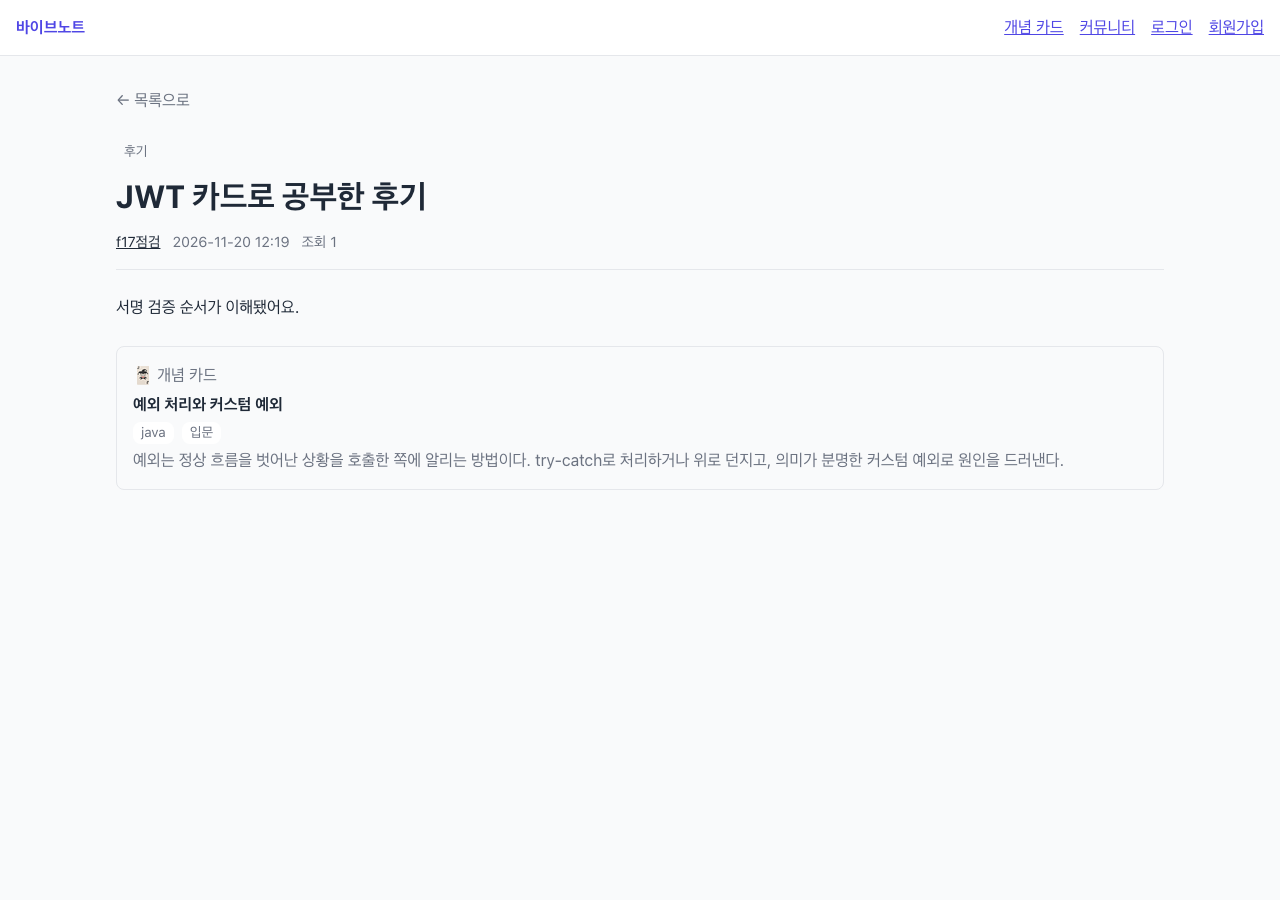 바이브노트
개념 카드 커뮤니티 로그인 회원가입
← 목록으로
후기
JWT 카드로 공부한 후기
f17점검 2026-11-20 12:19 조회 1
서명 검증 순서가 이해됐어요.
🃏 개념 카드
예외 처리와 커스텀 예외
java 입문
예외는 정상 흐름을 벗어난 상황을 호출한 쪽에 알리는 방법이다. try-catch로 처리하거나 위로 던지고, 의미가 분명한 커스텀 예외로 원인을 드러낸다.